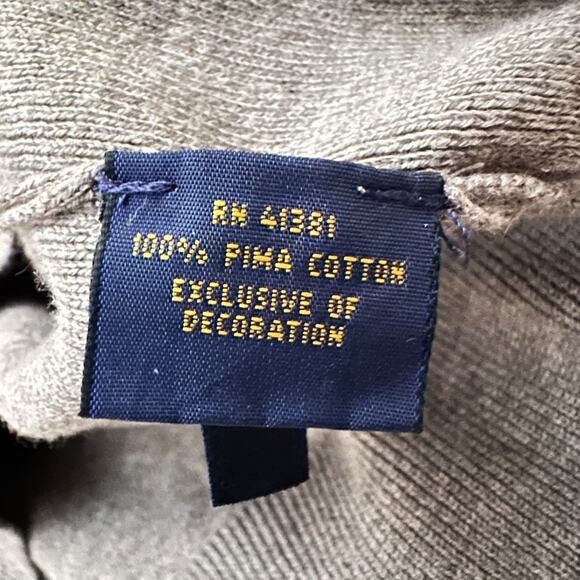 RN 41381
100% PIMA COTTON
EXCLUSIVE OF
DECORATION